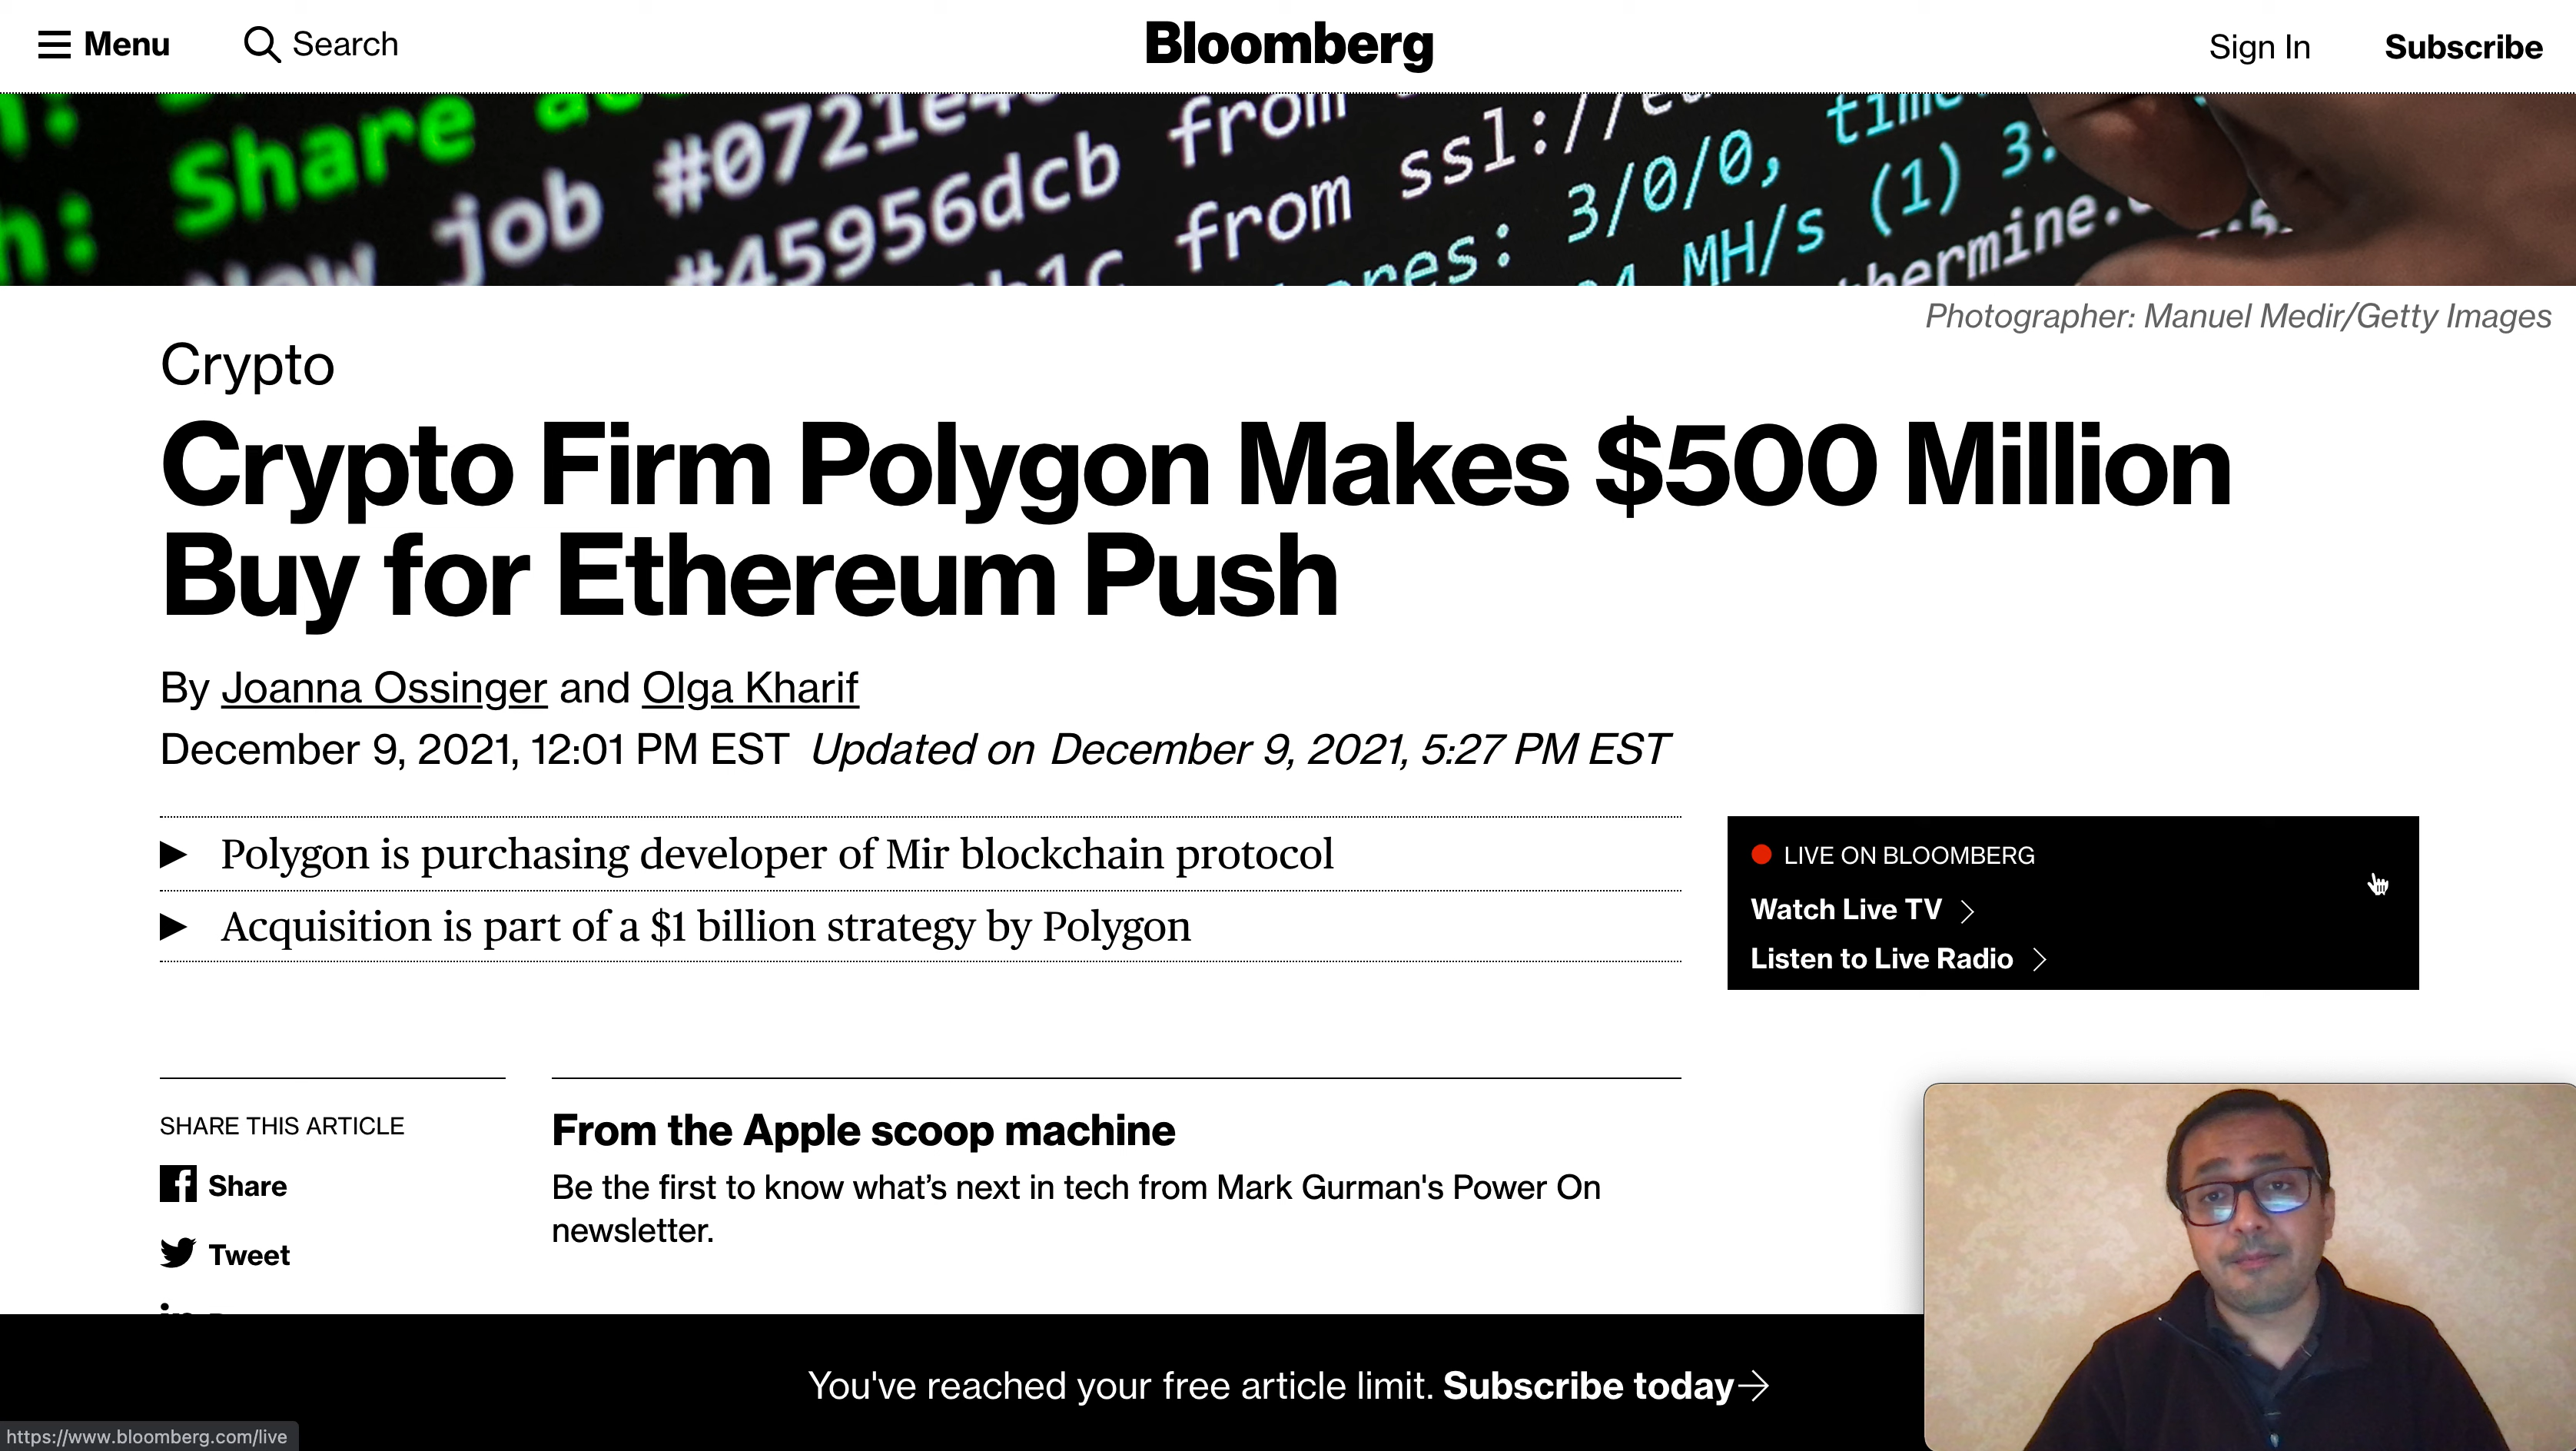 Menu
Search
Bloomberg
Sign In
Subscribe
Share
job #0721e4
#45956dcb from
from ssl://
3/0/0, time
MH/s (1) 3:
Photographer: Manuel Medir/Getty Images
Crypto
Crypto Firm Polygon Makes $500 Million
Buy for Ethereum Push
By Joanna Ossinger and Olga Kharif
December 9, 2021, 12:01 PM EST Updated on December 9, 2021, 5:27 PM EST
Polygon is purchasing developer of Mir blockchain protocol
Acquisition is part of a $1 billion strategy by Polygon
LIVE ON BLOOMBERG
Watch Live TV
Listen to Live Radio
SHARE THIS ARTICLE
Share
Tweet
From the Apple scoop machine
Be the first to know what’s next in tech from Mark Gurman's Power On
newsletter.
You've reached your free article limit. Subscribe today
https://www.bloomberg.com/live